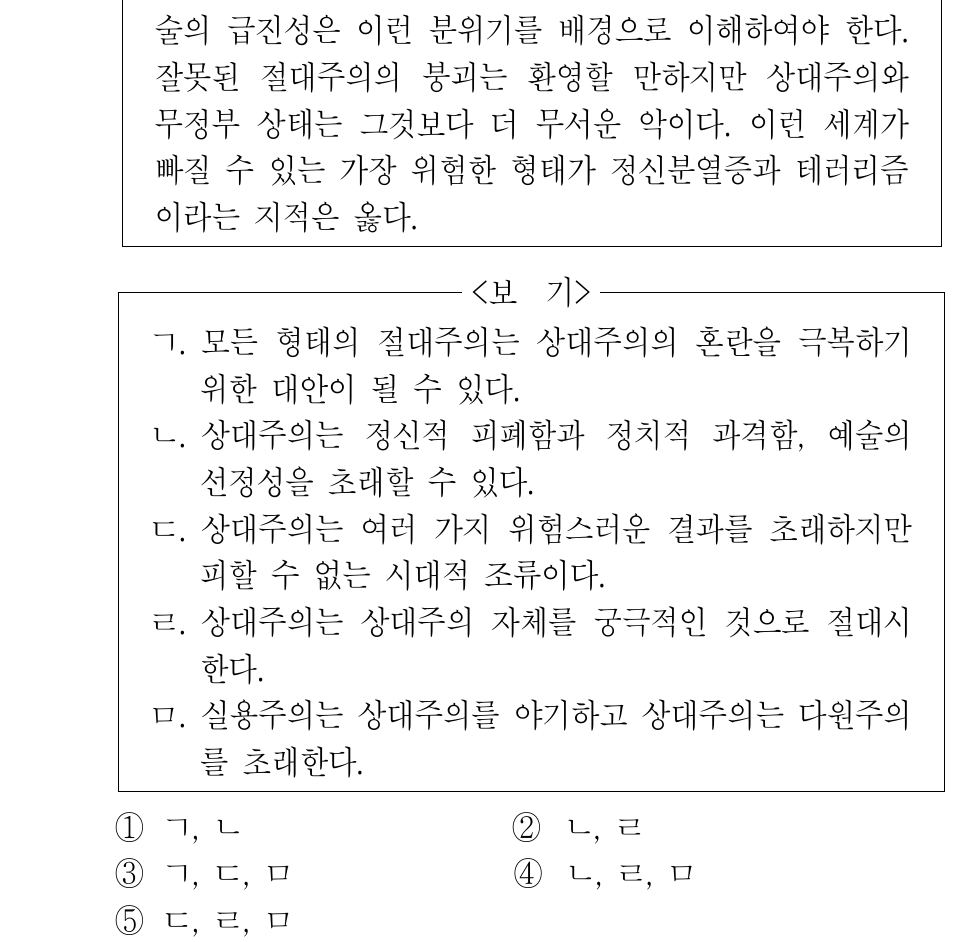 술의 급진성은 이런 분위기를 배경으로 이해하여야 한다.
잘못된 절대주의의 붕괴는 환영할 만하지만 상대주의와
무정부 상태는 그것보다 더 무서운 악이다. 이런 세계가
빠질 수 있는 가장 위험한 형태가 정신분열증과 테러리즘
이라는 지적은 옳다.
<보 기>
ㄱ. 모든 형태의 절대주의는 상대주의의 혼란을 극복하기
위한 대안이 될 수 있다.
ㄴ. 상대주의는 정신적 피폐함과 정치적 과격함, 예술의
선정성을 초래할 수 있다.
ㄷ. 상대주의는 여러 가지 위험스러운 결과를 초래하지만
피할 수 없는 시대적 조류이다.
ㄹ. 상대주의는 상대주의 자체를 궁극적인 것으로 절대시
한다.
ㅁ. 실용주의는 상대주의를 야기하고 상대주의는 다원주의
를 초래한다.
① ㄱ, ㄴ ② ㄴ, ㄹ
③ ㄱ, ㄷ, ㅁ ④ ㄴ, ㄹ, ㅁ
⑤ ㄷ, ㄹ, ㅁ